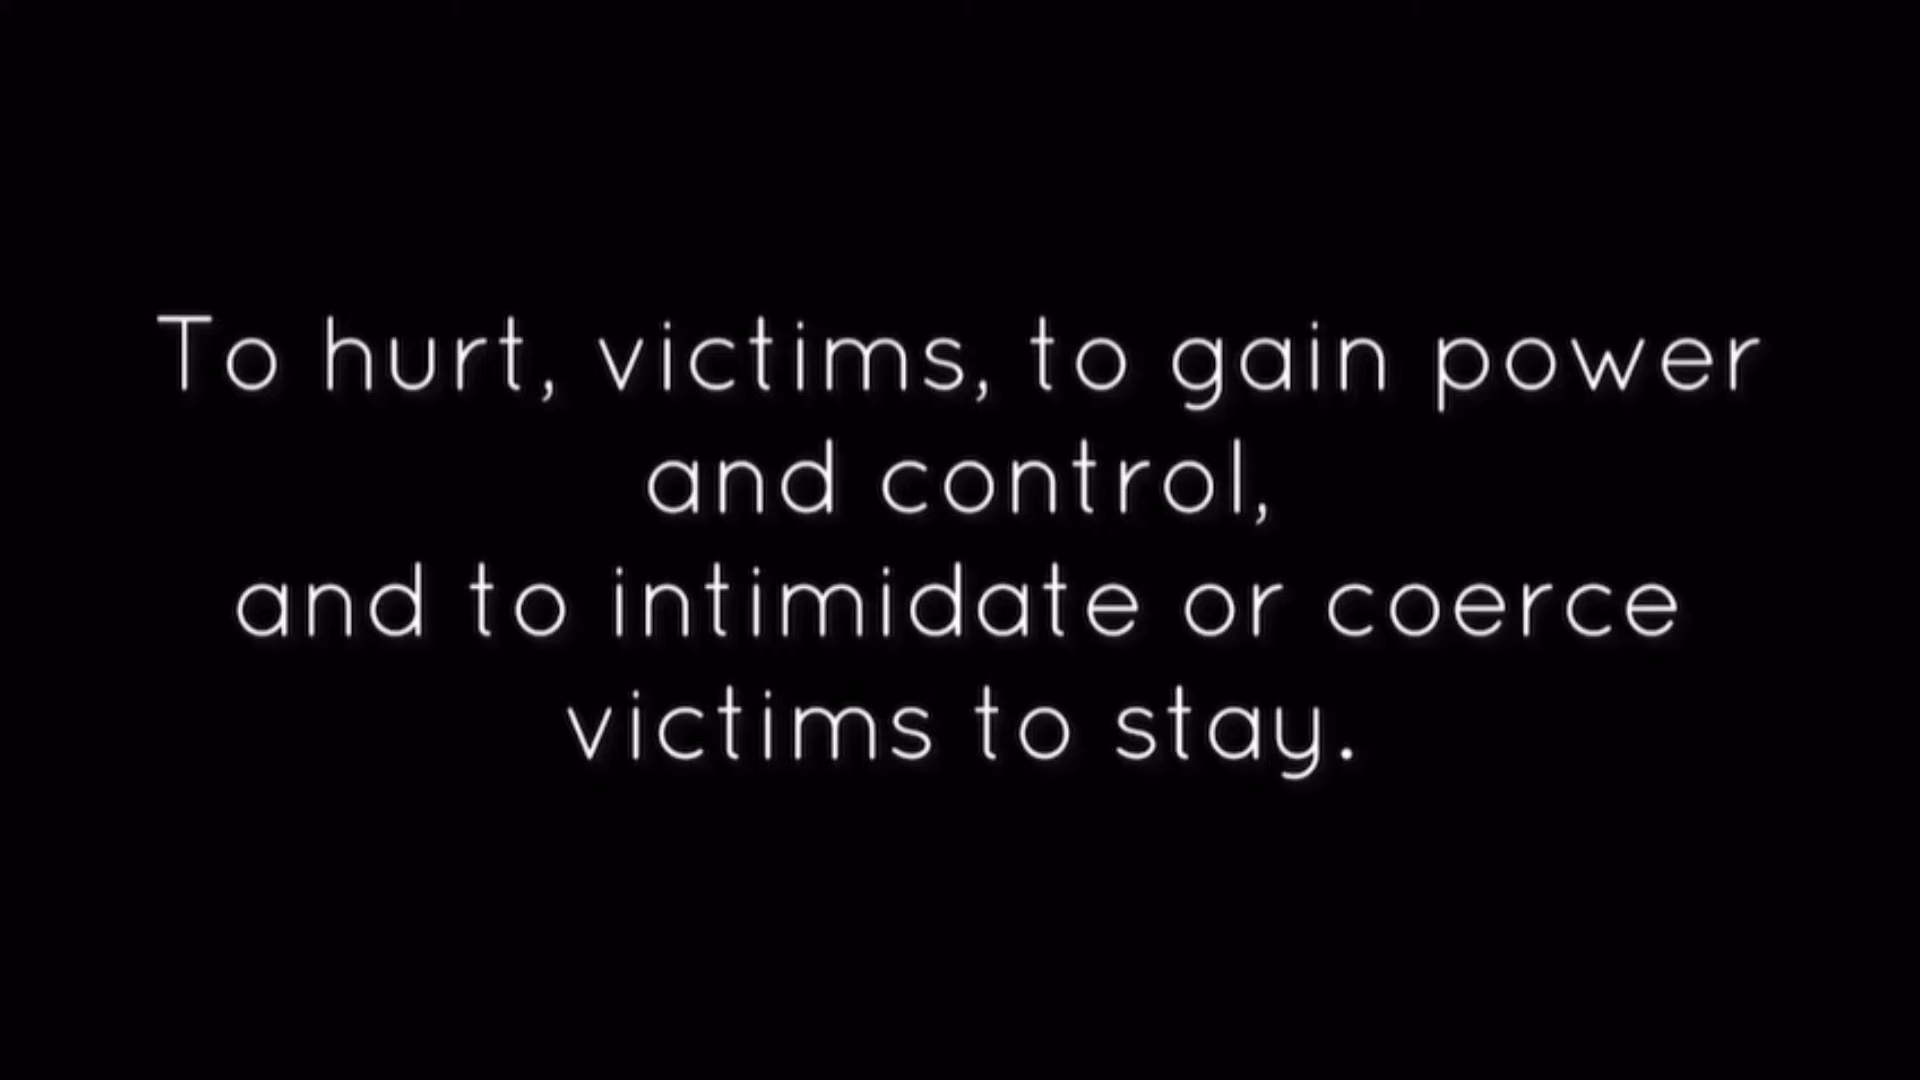 To hurt, victims, to gain power
and control,
and to intimidate or coerce
victims to stay.